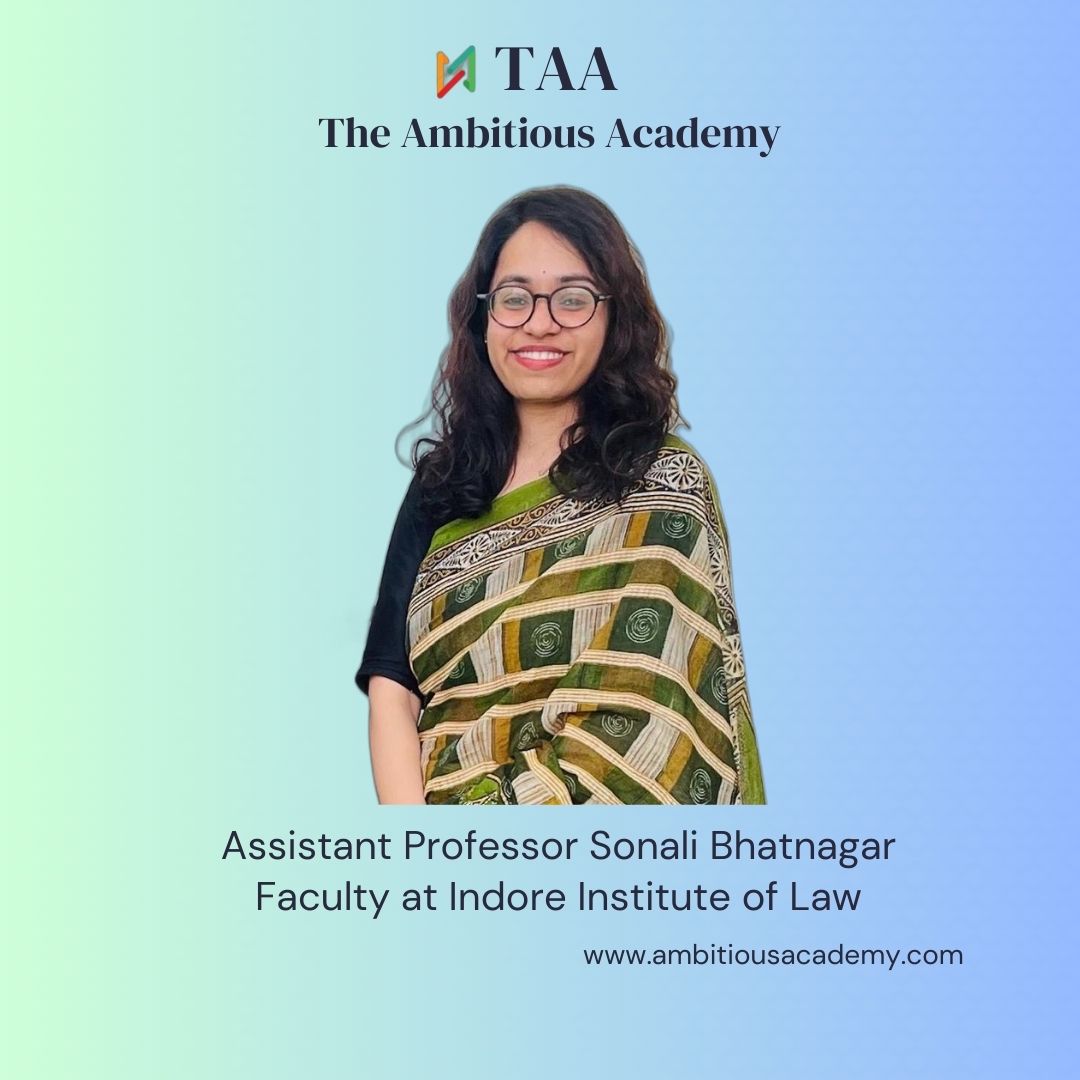 TAA
The Ambitious Academy
Assistant Professor Sonali Bhatnagar
Faculty at Indore Institute of Law
www.ambitiousacademy.com